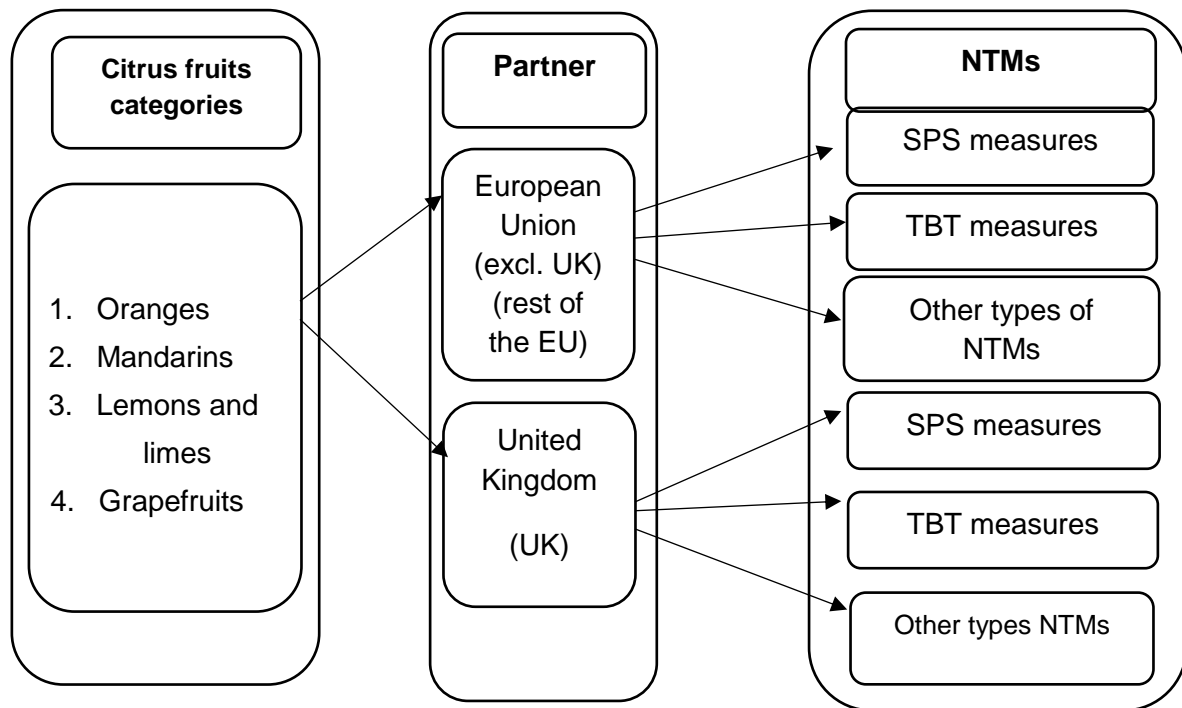 Citrus fruits
categories
1. Oranges
2. Mandarins
3. Lemons and
limes
4. Grapefruits
Partner
European
Union
(excl. UK)
(rest of
the EU)
United
Kingdom
(UK)
NTMs
SPS measures
TBT measures
Other types of
NTMs
SPS measures
TBT measures
Other types NTMs